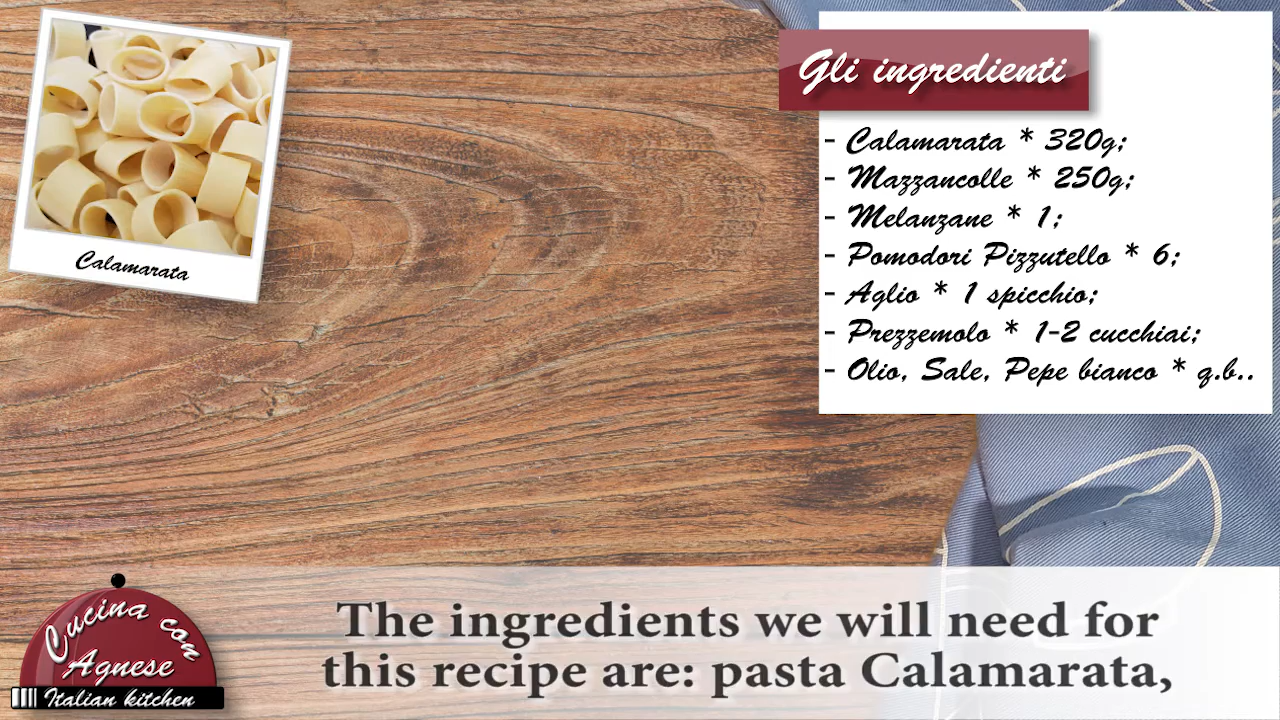 Calamarata
Gli ingredienti
- Calamarata * 320g;
- Mazzancolle * 250g;
- Melanzane * 1;
- Pomodori Pizzutello * 6;
- Aglio * 1 spicchio;
- Prezzemolo * 1-2 cucchiai;
- Olio, Sale, Pepe bianco * q.b..
The ingredients we will need for
this recipe are: pasta Calamarata,
Cucina con
Agnese
Italian kitchen